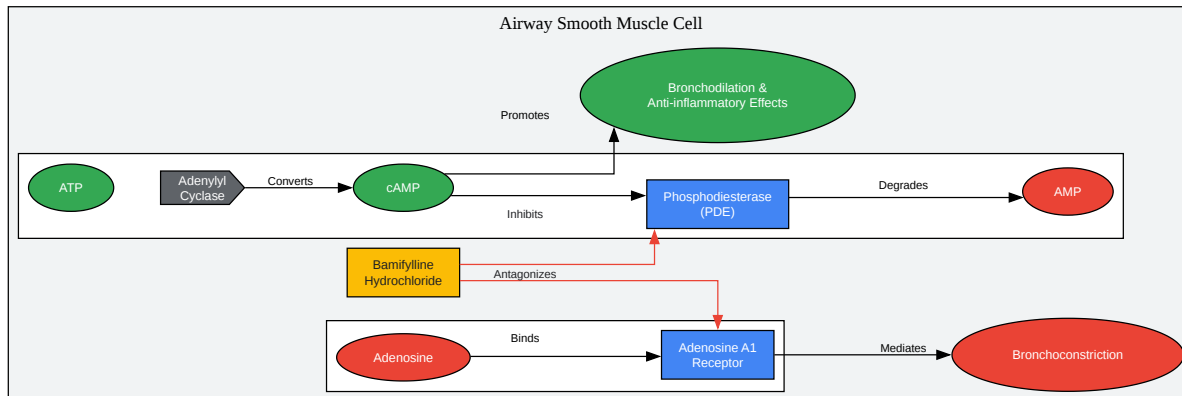 Airway Smooth Muscle Cell
Bronchodilation &
Anti-inflammatory Effects
Promotes
ATP
Adenylyl
Cyclase
Converts
cAMP
Inhibits
Phosphodiesterase
(PDE)
Degrades
AMP
Bamifylline
Hydrochloride
Antagonizes
Adenosine
Binds
Adenosine A1
Receptor
Mediates
Bronchoconstriction